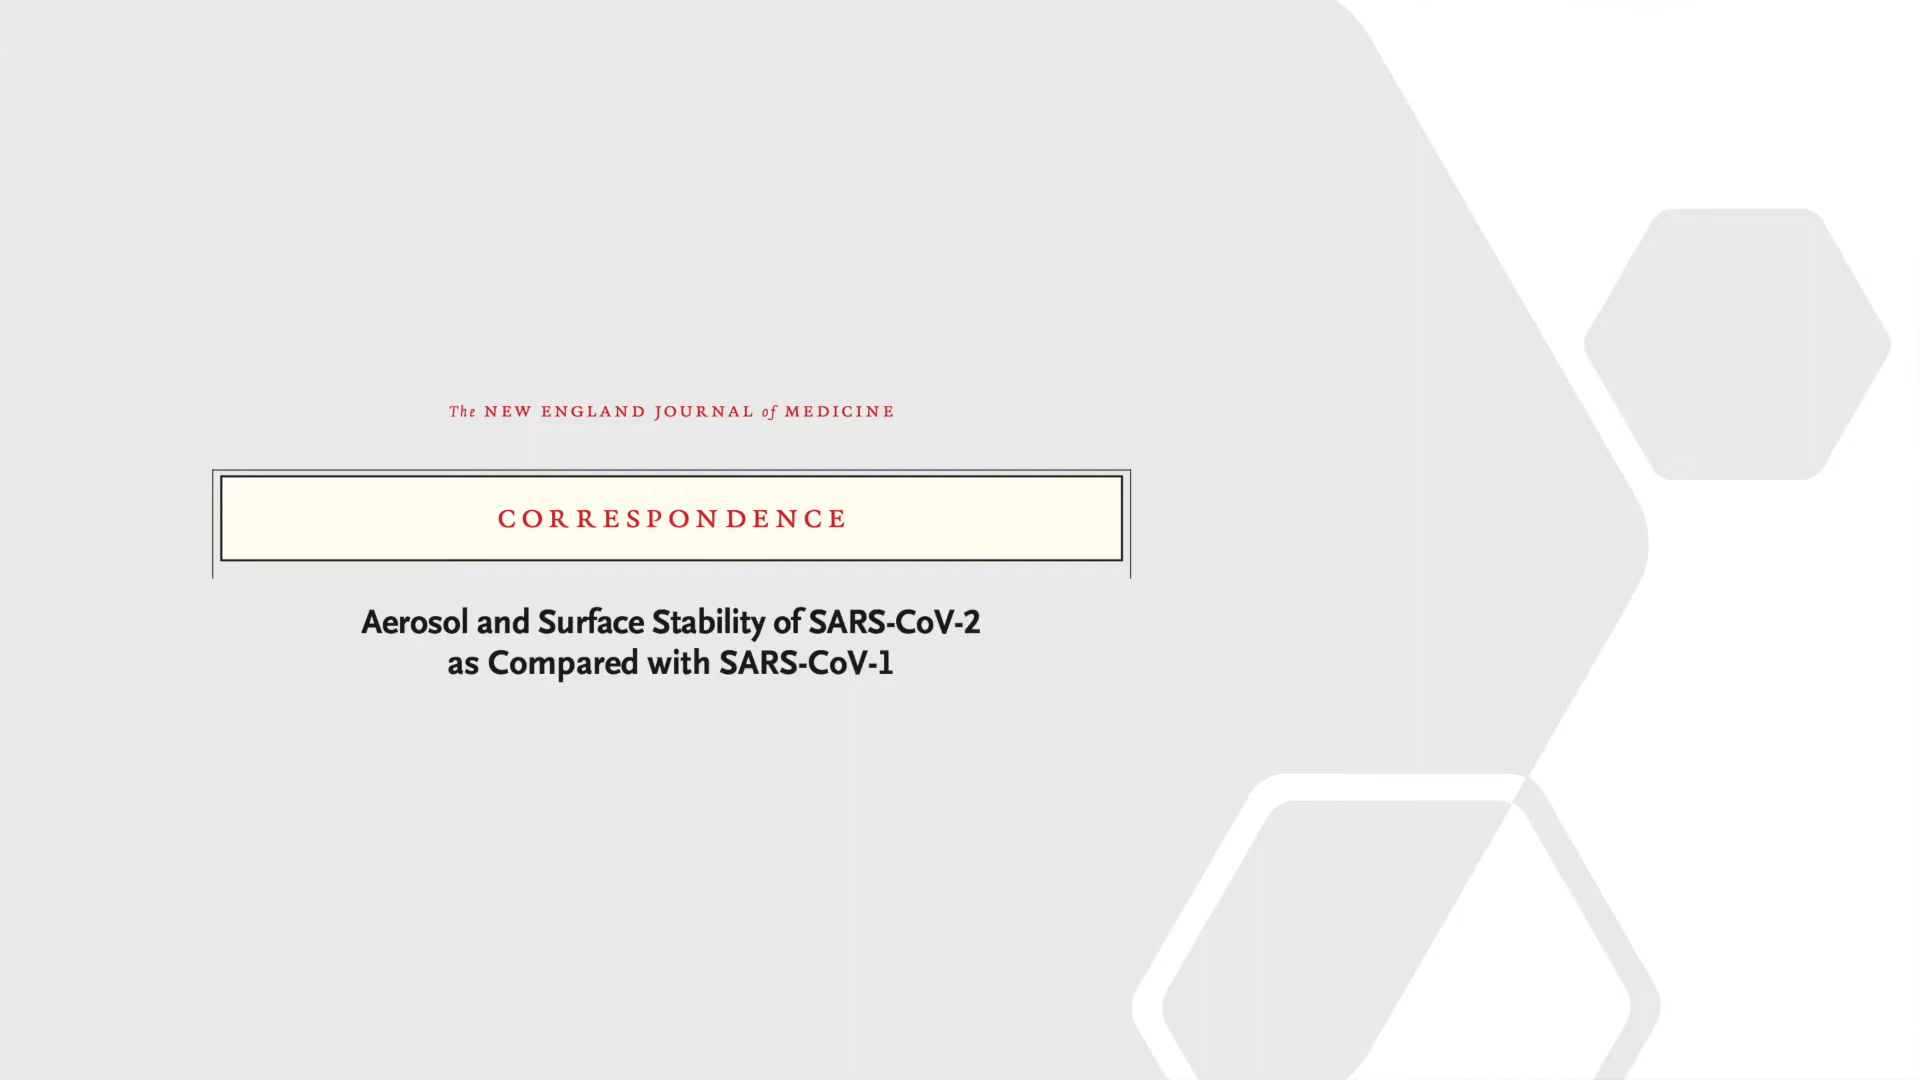 The NEW ENGLAND JOURNAL of MEDICINE
CORRESPONDENCE
Aerosol and Surface Stability of SARS-CoV-2
as Compared with SARS-CoV-1